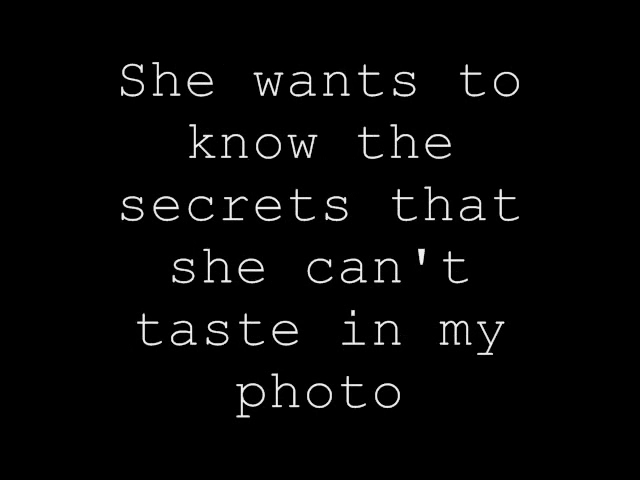 She wants to
know the
secrets that
she can't
taste in my
photo